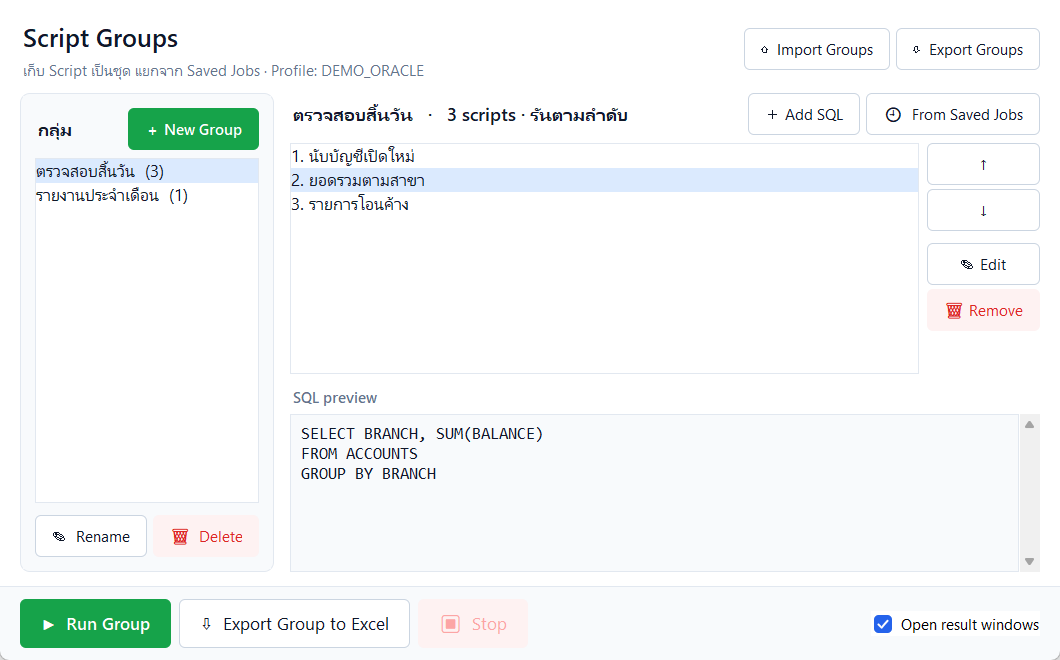 Script Groups
เก็บ Script เป็นชุด แยกจาก Saved Jobs · Profile: DEMO_ORACLE
⇧ Import Groups
⇩ Export Groups
กลุ่ม
+ New Group
ตรวจสอบสิ้นวัน (3)
รายงานประจำเดือน (1)
✎ Rename
Delete
ตรวจสอบสิ้นวัน · 3 scripts · รันตามลำดับ
+ Add SQL
From Saved Jobs
1. นับบัญชีเปิดใหม่
2. ยอดรวมตามสาขา
3. รายการโอนค้าง
↑
↓
✎ Edit
Remove
SQL preview
SELECT BRANCH, SUM(BALANCE)
FROM ACCOUNTS
GROUP BY BRANCH
► Run Group
⇩ Export Group to Excel
Stop
Open result windows